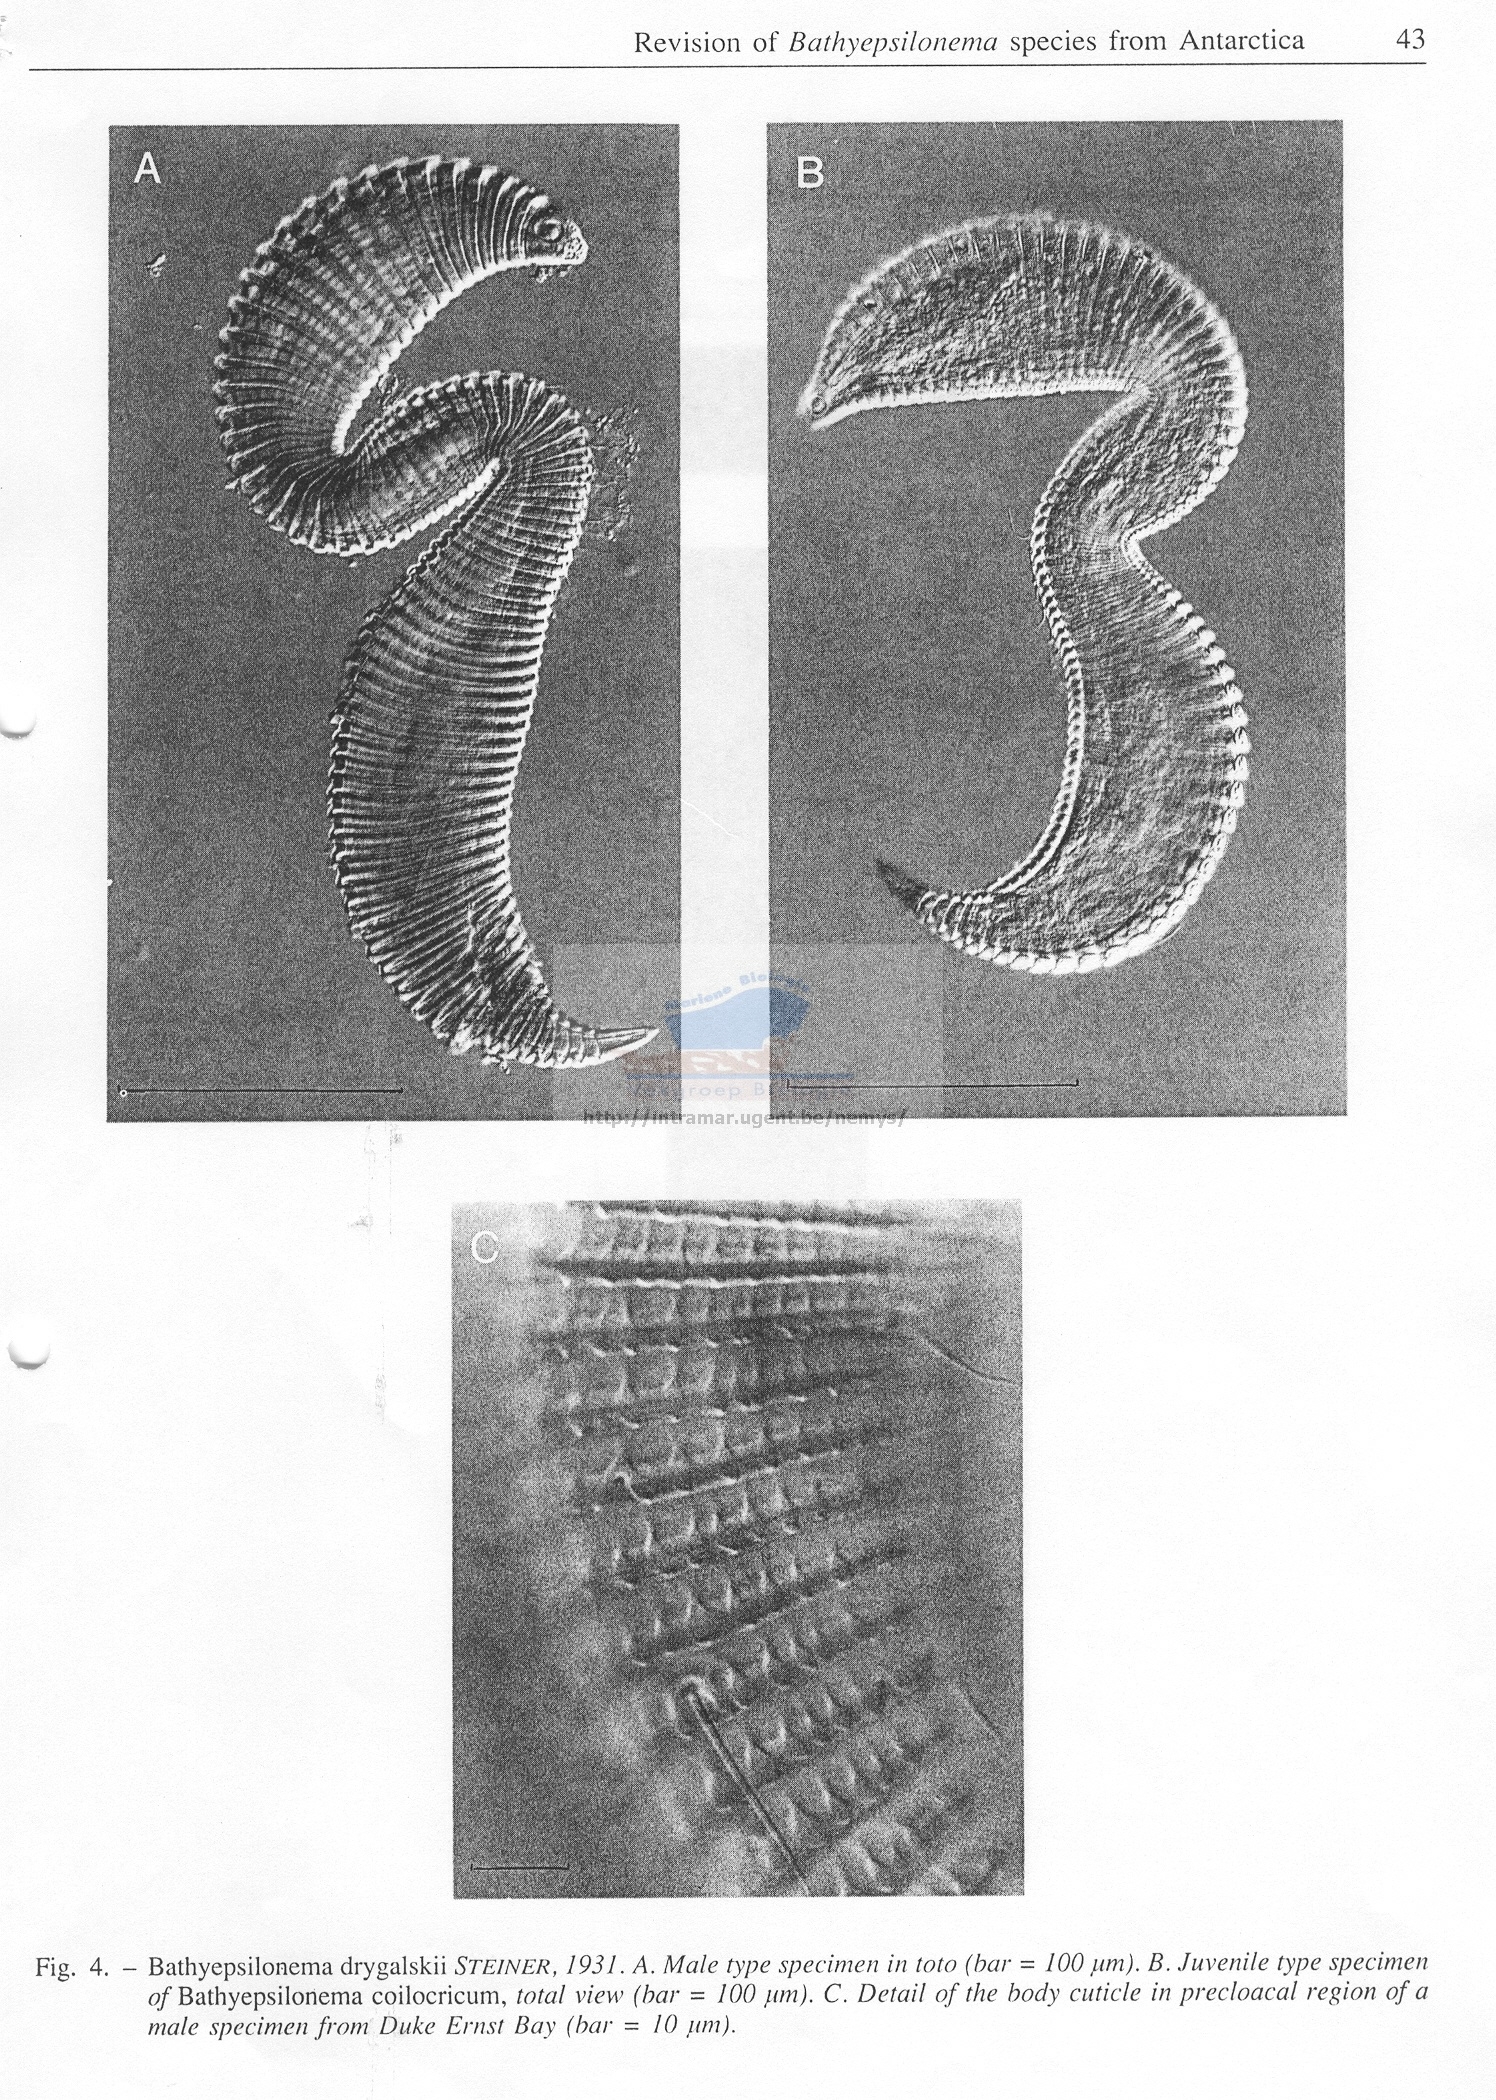 Revision of Bathyepsilonema species from Antarctica 43
A
B
Mariene Biologie
http://intramar.ugent.be/nemys/
C
Fig. 4. – Bathyepsilonema drygalskii STEINER, 1931. A. Male type specimen in toto (bar = 100 µm). B. Juvenile type specimen
of Bathyepsilonema coilocricum, total view (bar = 100 µm). C. Detail of the body cuticle in precloacal region of a
male specimen from Duke Ernst Bay (bar = 10 µm).